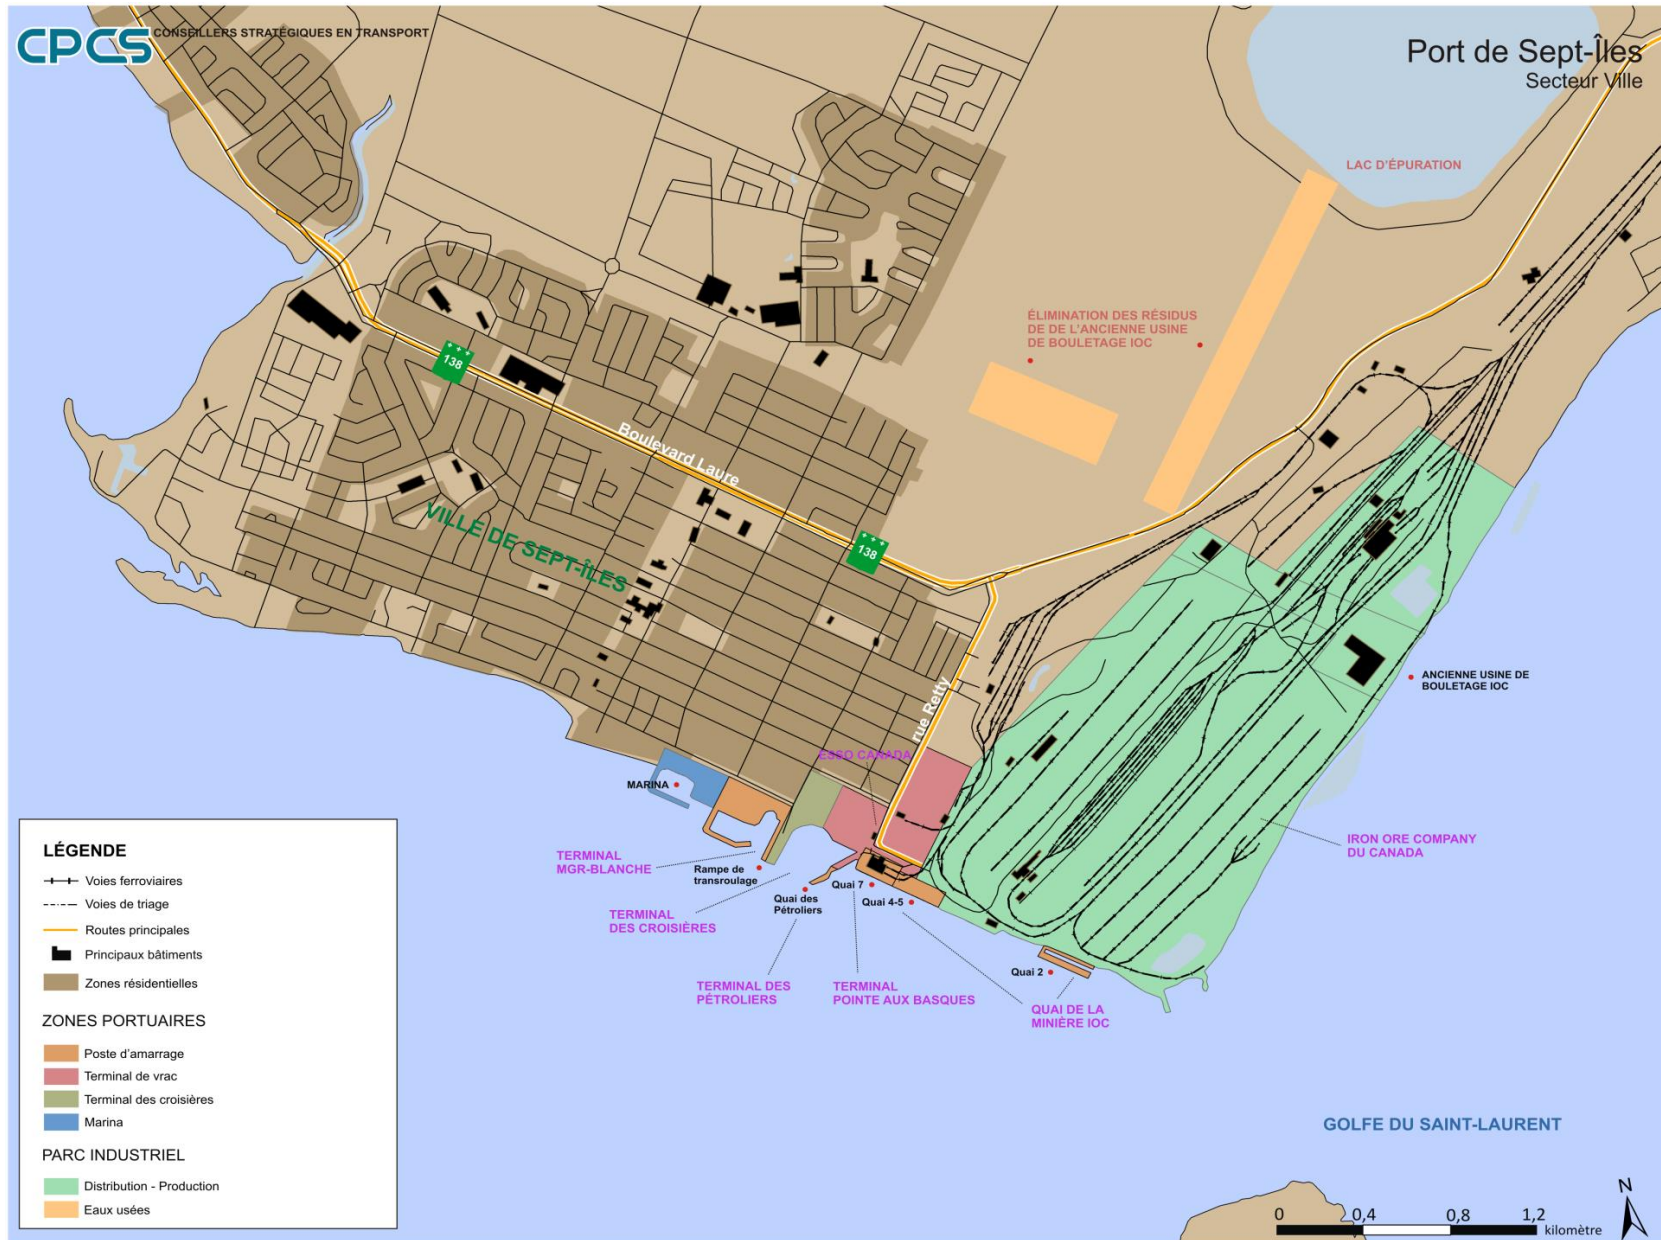 CPCS
CONSEILLERS STRATÉGIQUES EN TRANSPORT
Port de Sept-Îles
Secteur Ville
LAC D'ÉPURATION
ÉLIMINATION DES RÉSIDUS
DE DE L'ANCIENNE USINE
DE BOULETAGE IOC
138
Boulevard Laure
VILLE DE SEPT-ÎLES
138
rue Retty
ANCIENNE USINE DE
BOULETAGE IOC
ESSO CANADA
MARINA
IRON ORE COMPANY
DU CANADA
TERMINAL
MGR-BLANCHE
Rampe de
transroulage
Quai des
Pétroliers
Quai 7
Quai 4-5
TERMINAL
DES CROISIÈRES
Quai 2
TERMINAL DES
PÉTROLIERS
TERMINAL
POINTE AUX BASQUES
QUAI DE LA
MINIÈRE IOC
GOLFE DU SAINT-LAURENT
LÉGENDE
Voies ferroviaires
Voies de triage
Routes principales
Principaux bâtiments
Zones résidentielles
ZONES PORTUAIRES
Poste d'amarrage
Terminal de vrac
Terminal des croisières
Marina
PARC INDUSTRIEL
Distribution - Production
Eaux usées
N
0 0,4 0,8 1,2
kilomètre